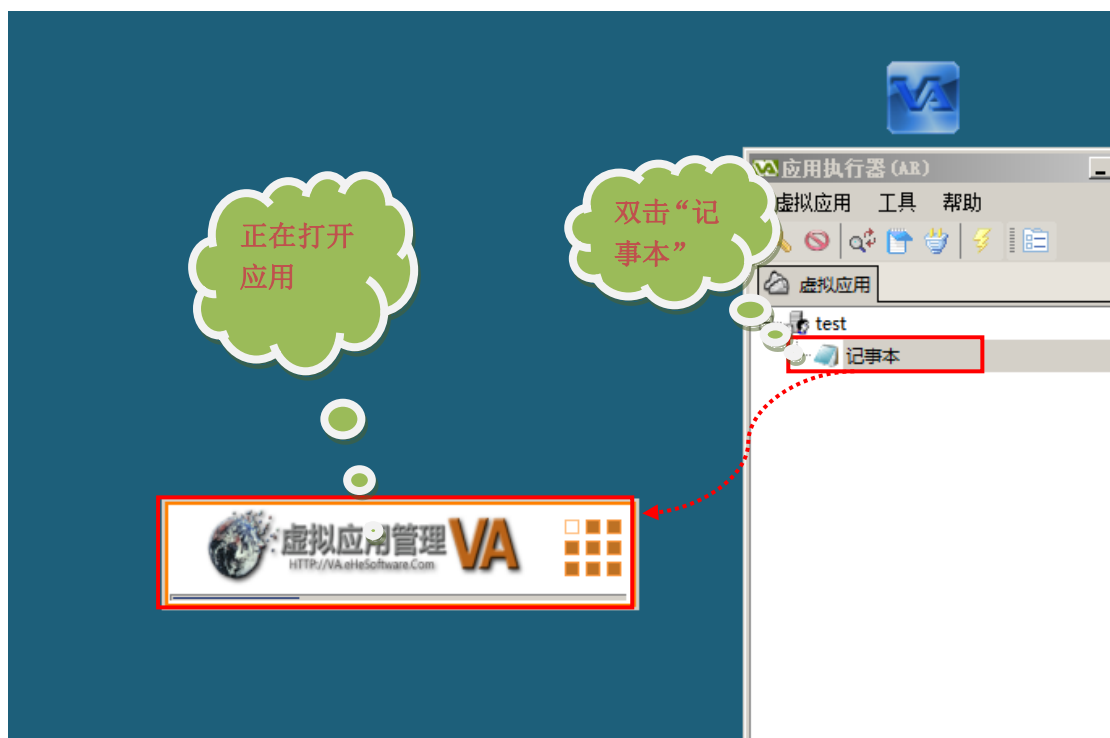 VA
应用执行器(AR)
虚拟应用 工具 帮助
虚拟应用
test
记事本
双击“记
事本”
正在打开
应用
虚拟应用管理 VA
HTTP://VA.eHeSoftware.Com